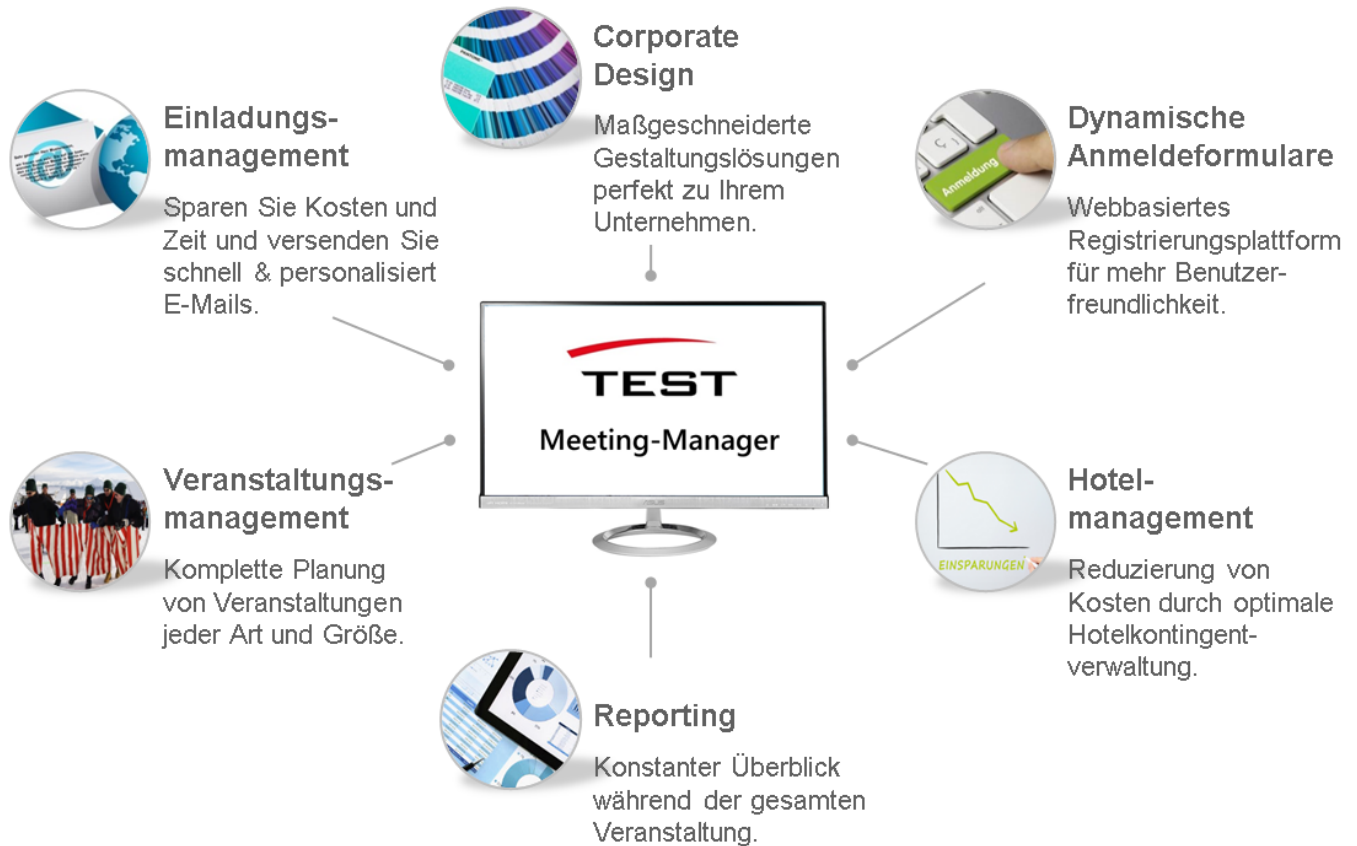 Corporate
Design
Maßgeschneiderte
Gestaltungslösungen
perfekt zu Ihrem
Unternehmen.
Einladungs-
management
Sparen Sie Kosten und
Zeit und versenden Sie
schnell & personalisiert
E-Mails.
@
Dynamische
Anmeldeformulare
Webbasiertes
Registrierungsplattform
für mehr Benutzer-
freundlichkeit.
Ç
Anmeldung
TEST
Meeting-Manager
ASUS
Veranstaltungs-
management
Komplette Planung
von Veranstaltungen
jeder Art und Größe.
Hotel-
management
Reduzierung von
Kosten durch optimale
Hotelkontingent-
verwaltung.
EINSPARUNGEN
Reporting
Konstanter Überblick
während der gesamten
Veranstaltung.